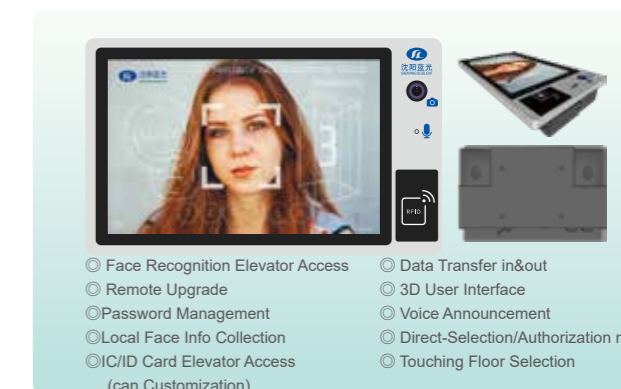 沈阳蓝光
RFID
◎ Face Recognition Elevator Access
◎ Remote Upgrade
◎Password Management
◎Local Face Info Collection
◎IC/ID Card Elevator Access
(can Customization)
◎ Data Transfer in&out
◎ 3D User Interface
◎ Voice Announcement
◎ Direct-Selection/Authorization
◎ Touching Floor Selection